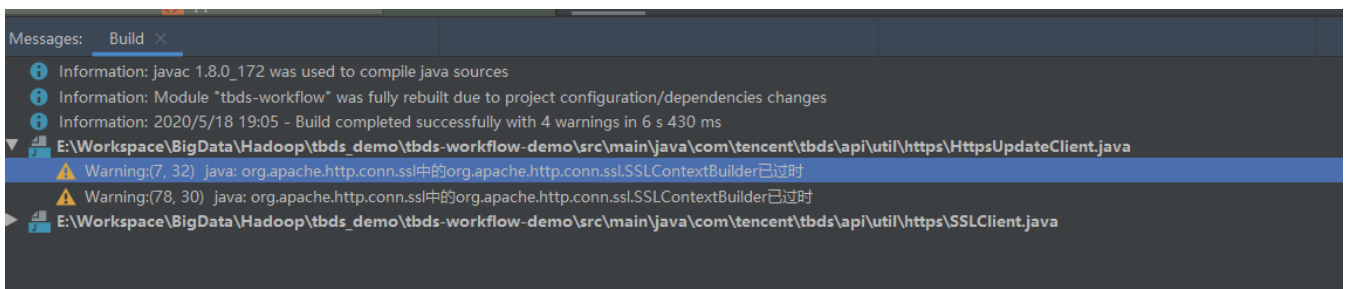 Messages: Build
Information: javac 1.8.0_172 was used to compile java sources
Information: Module "tbds-workflow" was fully rebuilt due to project configuration/dependencies changes
Information: 2020/5/18 19:05 - Build completed successfully with 4 warnings in 6 s 430 ms
E:\Workspace\BigData\Hadoop\tbds_demo\tbds-workflow-demo\src\main\java\com\tencent\tbds\api\util\https\HttpsUpdateClient.java
Warning:(7, 32) java: org.apache.http.conn.ssl中的org.apache.http.conn.ssl.SSLContextBuilder已过时
Warning:(78, 30) java: org.apache.http.conn.ssl中的org.apache.http.conn.ssl.SSLContextBuilder已过时
E:\Workspace\BigData\Hadoop\tbds_demo\tbds-workflow-demo\src\main\java\com\tencent\tbds\api\util\https\SSLClient.java